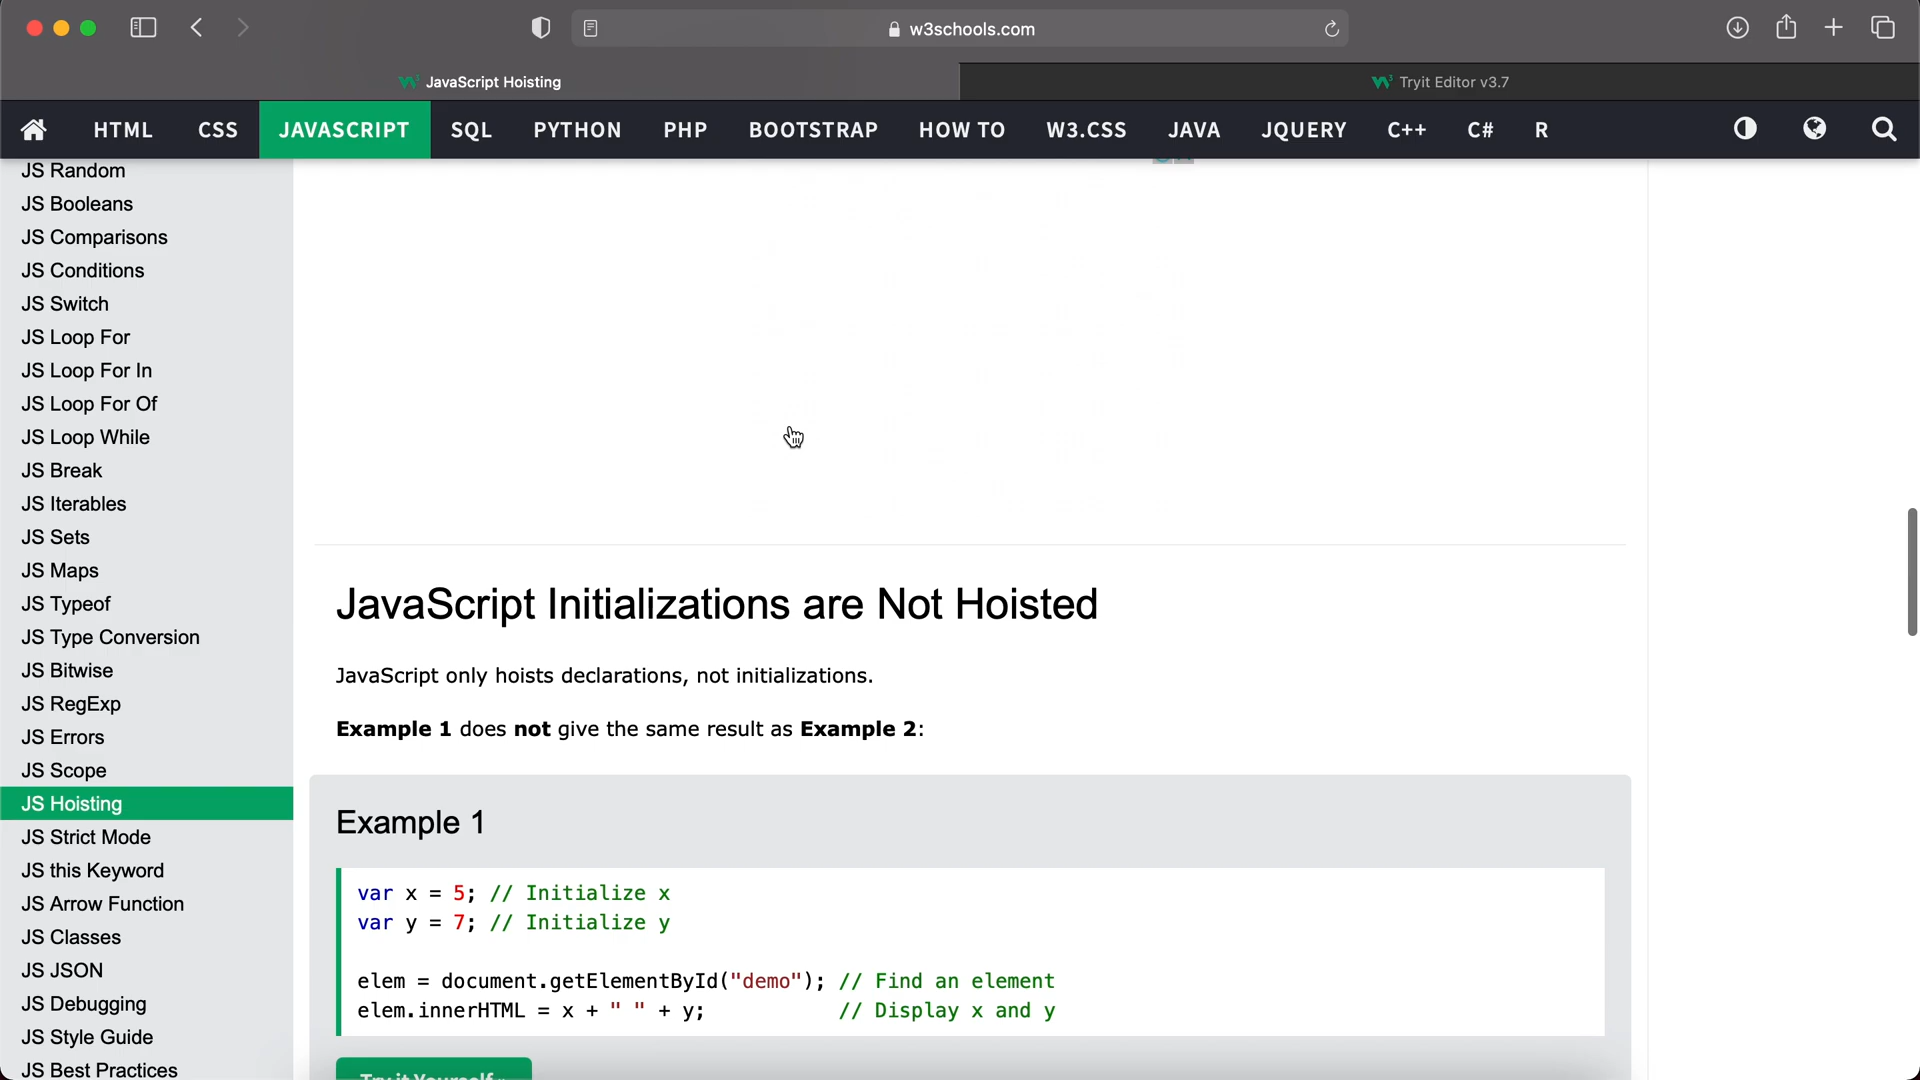 w3schools.com
JavaScript Hoisting
Tryit Editor v3.7
HTML CSS JAVASCRIPT SQL PYTHON PHP BOOTSTRAP HOW TO W3.CSS JAVA JQUERY C++ C# R
JS Random
JS Booleans
JS Comparisons
JS Conditions
JS Switch
JS Loop For
JS Loop For In
JS Loop For Of
JS Loop While
JS Break
JS Iterables
JS Sets
JS Maps
JS Typeof
JS Type Conversion
JS Bitwise
JS RegExp
JS Errors
JS Scope
JS Hoisting
JS Strict Mode
JS this Keyword
JS Arrow Function
JS Classes
JS JSON
JS Debugging
JS Style Guide
JS Best Practices
JavaScript Initializations are Not Hoisted
JavaScript only hoists declarations, not initializations.
Example 1 does not give the same result as Example 2:
Example 1
var x = 5; // Initialize x
var y = 7; // Initialize y
elem = document.getElementById("demo"); // Find an element
elem.innerHTML = x + " " + y; // Display x and y
Try it Yourself »